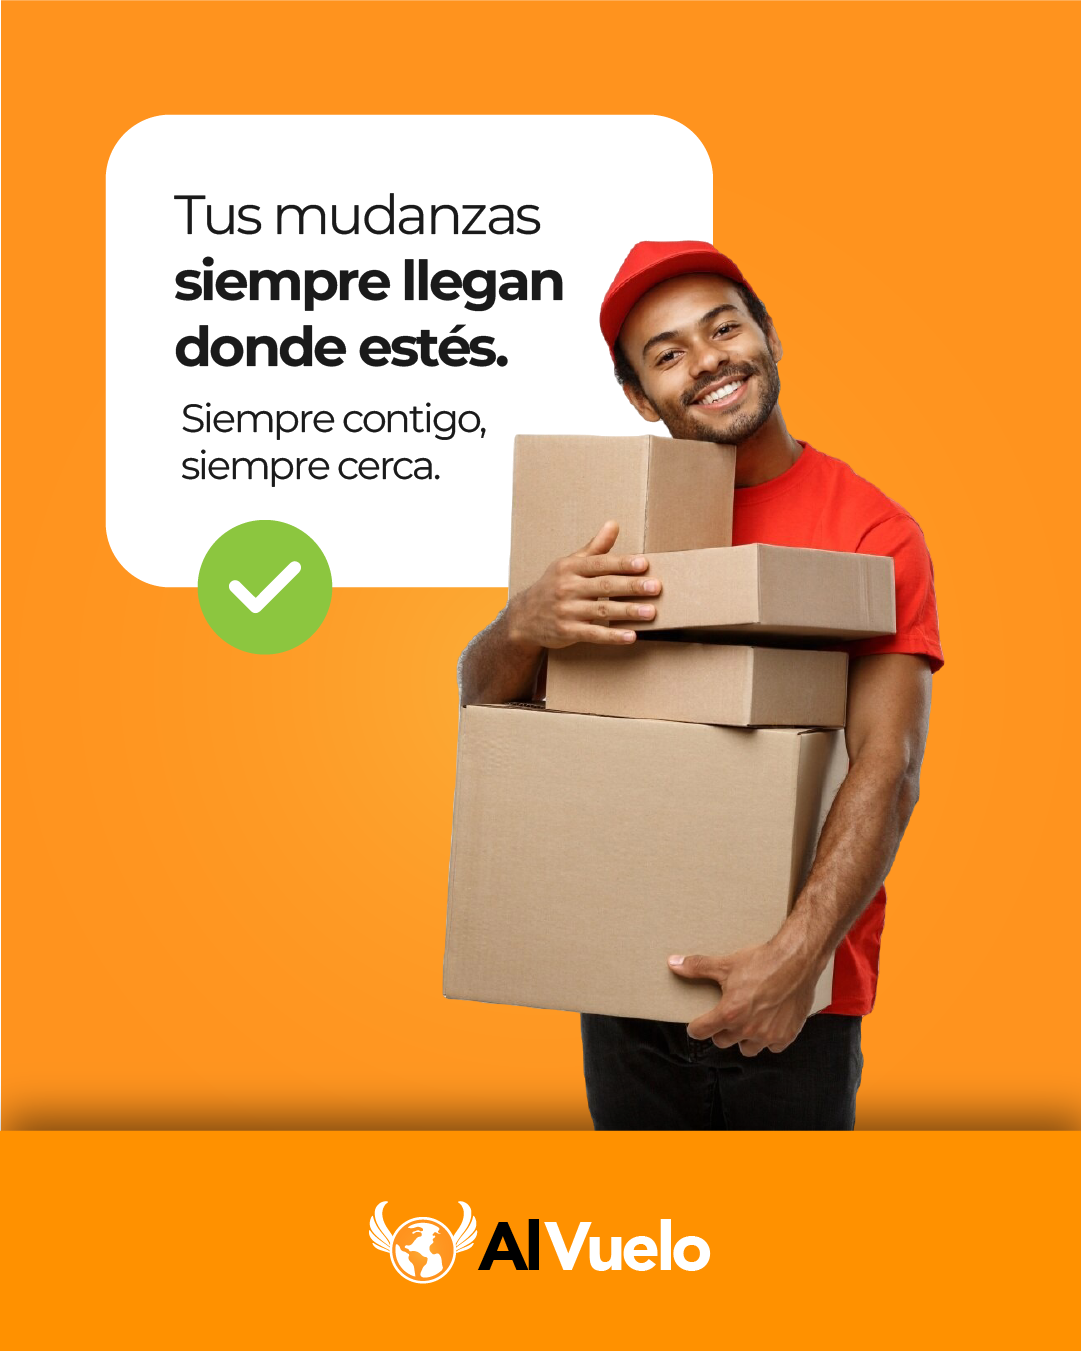 Tus mudanzas
siempre llegan
donde estés.
Siempre contigo,
siempre cerca.
AlVuelo